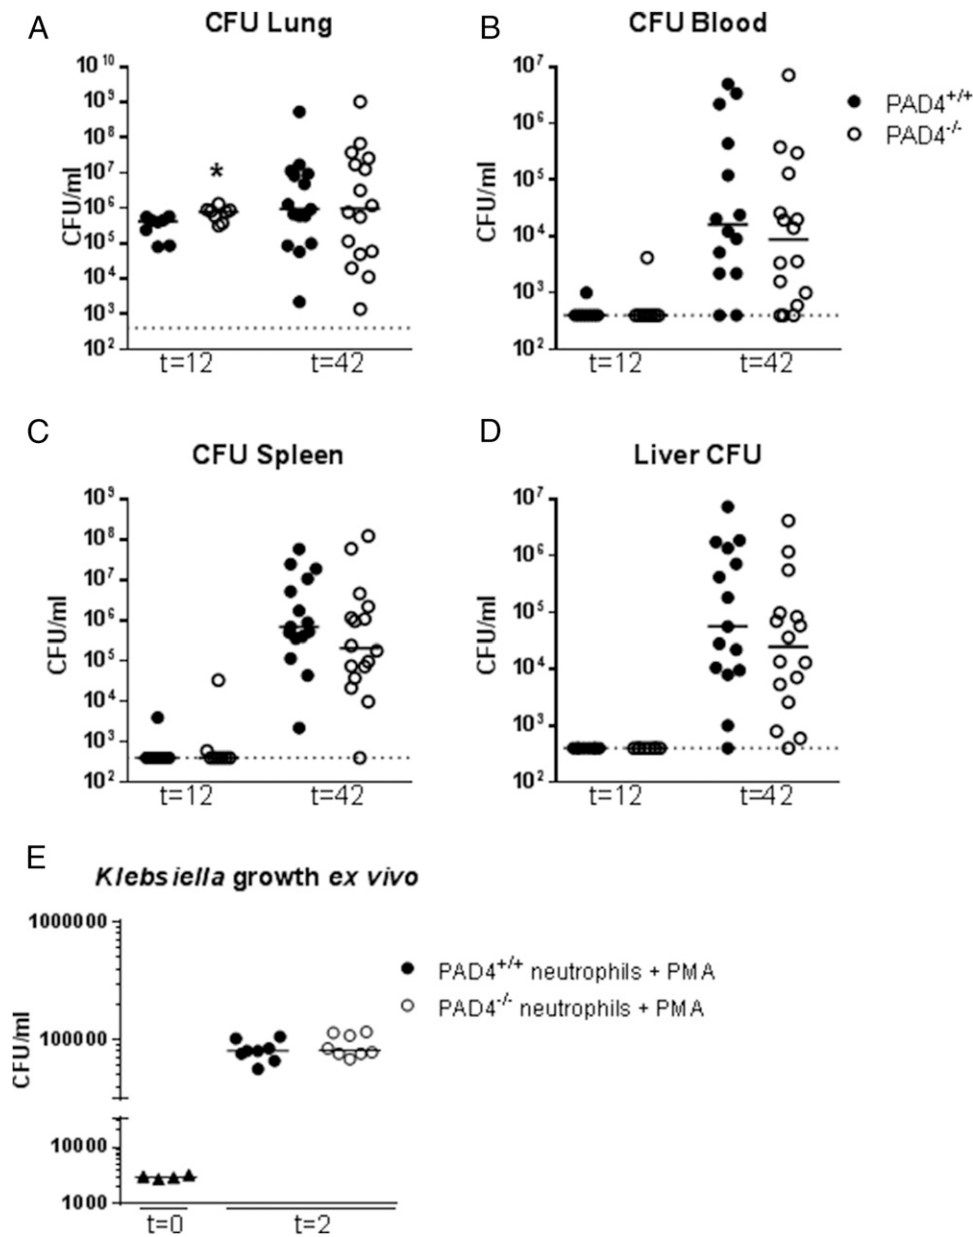 A
CFU Lung
10^10
10^9
10^8
10^7
10^6
10^5
10^4
10^3
10^2
CFU/ml
*
t=12
t=42
B
CFU Blood
10^7
10^6
10^5
10^4
10^3
10^2
CFU/ml
t=12
t=42
PAD4^+/+
PAD4^-/-
C
CFU Spleen
10^9
10^8
10^7
10^6
10^5
10^4
10^3
10^2
CFU/ml
t=12
t=42
D
Liver CFU
10^7
10^6
10^5
10^4
10^3
10^2
CFU/ml
t=12
t=42
E
Klebsiella growth ex vivo
1000000
100000
10000
1000
CFU/ml
t=0
t=2
PAD4^+/+ neutrophils + PMA
PAD4^-/- neutrophils + PMA